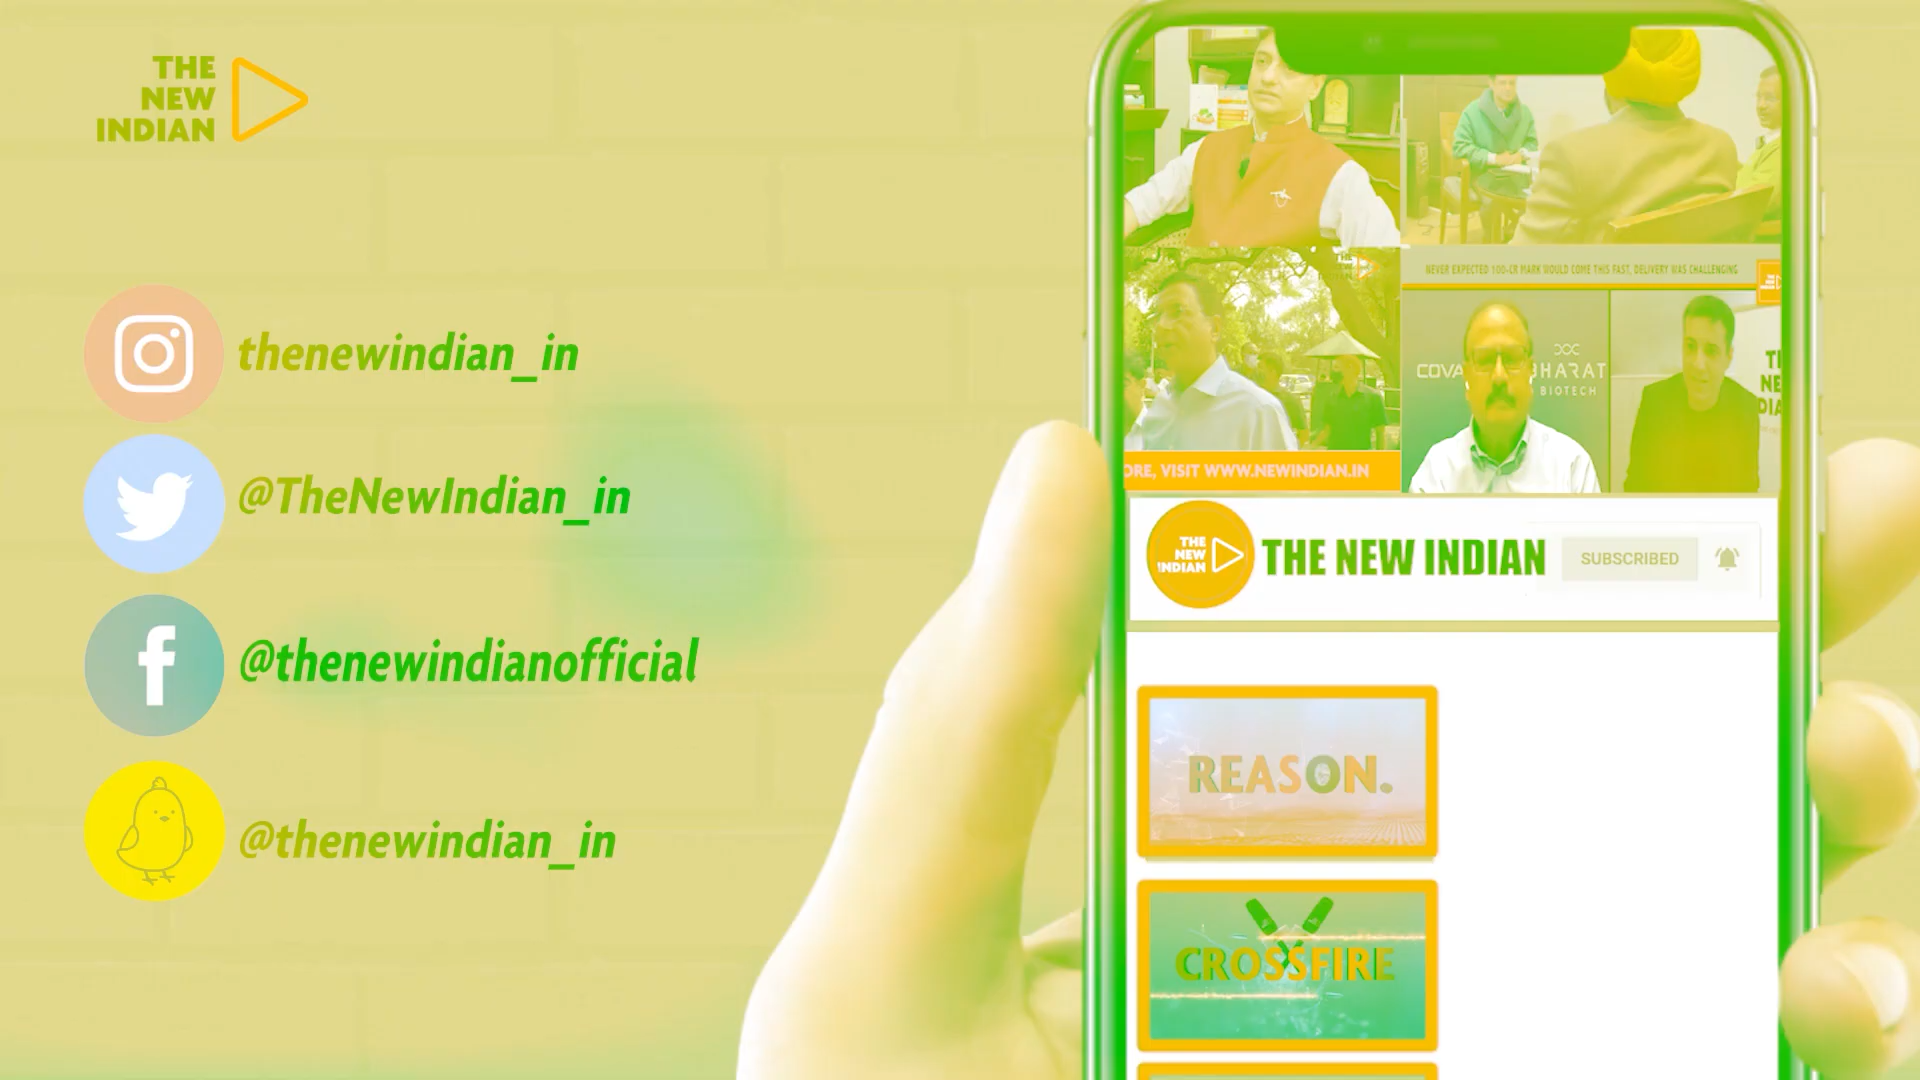 THE
NEW
INDIAN
thenewindian_in
@TheNewIndian_in
@thenewindianofficial
@thenewindian_in
NEVER EXPECTED 100-CR MARK WOULD COME THIS FAST, DELIVERY WAS CHALLENGING
BHARAT
BIOTECH
ORE, VISIT WWW.NEWINDIAN.IN
THE
NEW
INDIAN
THE NEW INDIAN
SUBSCRIBED
REASON.
CROSSFIRE